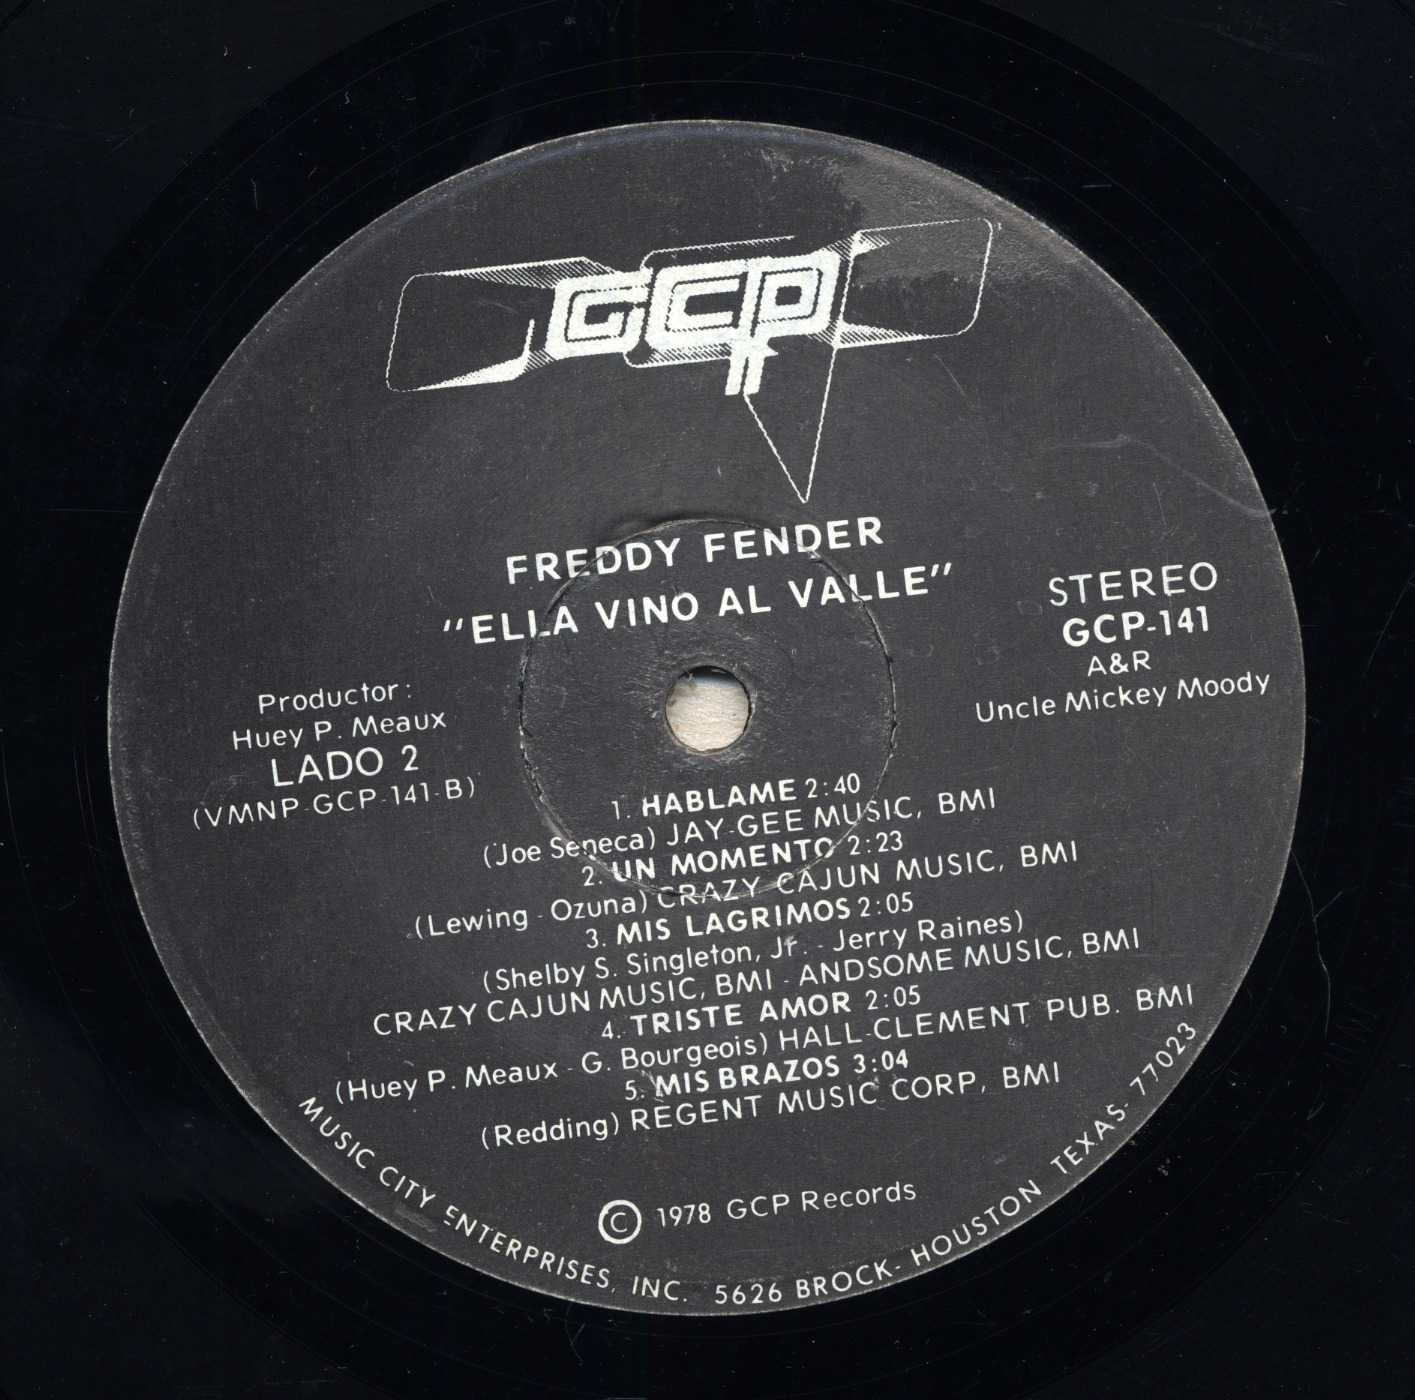 GCP
FREDDY FENDER
"ELLA VINO AL VALLE"
STEREO
GCP-141
A&R
Uncle Mickey Moody
Productor:
Huey P. Meaux
LADO 2
(VMNP-GCP-141-B)
1. HABLAME 2:40
(Joe Seneca) JAY-GEE MUSIC, BMI
2. UN MOMENTO 2:23
(Lewing - Ozuna) CRAZY CAJUN MUSIC, BMI
3. MIS LAGRIMOS 2:05
(Shelby S. Singleton, Jr. - Jerry Raines)
CRAZY CAJUN MUSIC, BMI - ANDSOME MUSIC, BMI
4. TRISTE AMOR 2:05
(Huey P. Meaux - G. Bourgeois) HALL-CLEMENT PUB. BMI
5. MIS BRAZOS 3:04
(Redding) REGENT MUSIC CORP, BMI
© 1978 GCP Records
MUSIC CITY ENTERPRISES, INC. 5626 BROCK- HOUSTON TEXAS- 77023